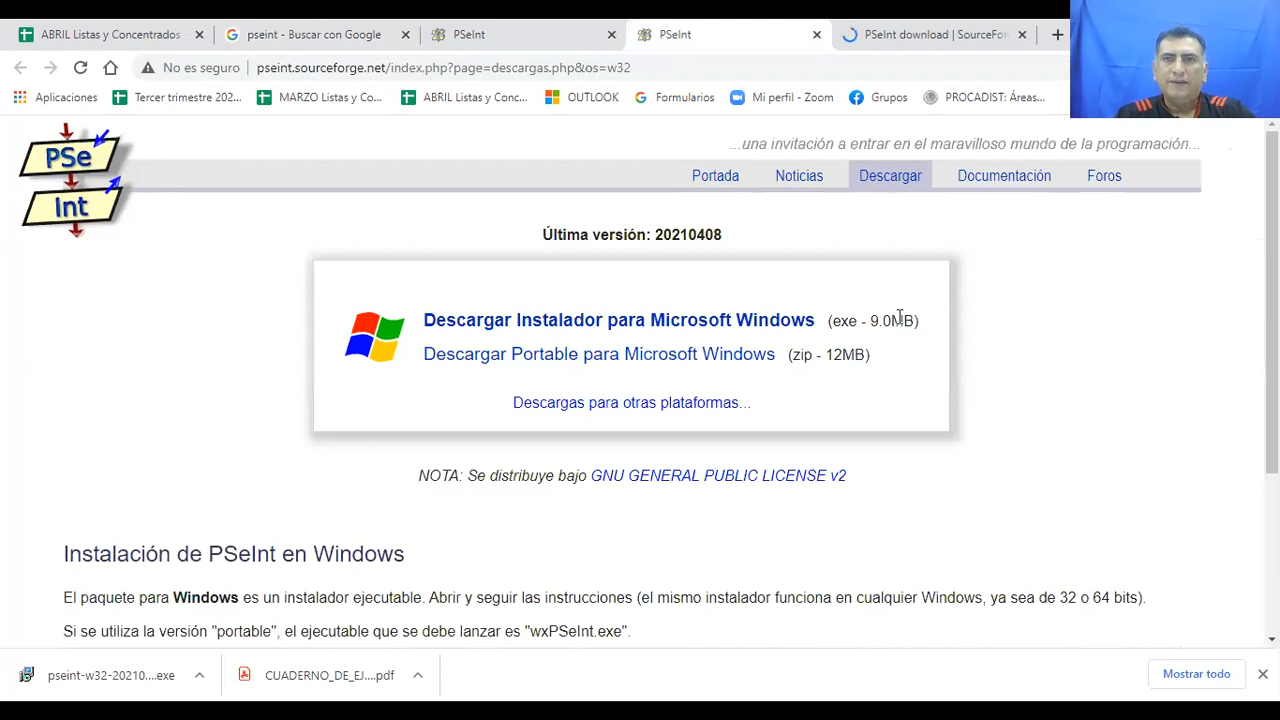 ABRIL Listas y Concentrados
pseint - Buscar con Google
PSeInt
PSeInt
PSeInt download | SourceFor
No es seguro
pseint.sourceforge.net/index.php?page=descargas.php&os=w32
Aplicaciones
Tercer trimestre 202...
MARZO Listas y Co...
ABRIL Listas y Conc...
OUTLOOK
Formularios
Mi perfil - Zoom
Grupos
PROCADIST: Áreas...
PSe
Int
...una invitación a entrar en el maravilloso mundo de la programación...
Portada
Noticias
Descargar
Documentación
Foros
Última versión: 20210408
Descargar Instalador para Microsoft Windows (exe - 9.0MB)
Descargar Portable para Microsoft Windows (zip - 12MB)
Descargas para otras plataformas...
NOTA: Se distribuye bajo GNU GENERAL PUBLIC LICENSE v2
Instalación de PSeInt en Windows
El paquete para Windows es un instalador ejecutable. Abrir y seguir las instrucciones (el mismo instalador funciona en cualquier Windows, ya sea de 32 o 64 bits).
Si se utiliza la versión "portable", el ejecutable que se debe lanzar es "wxPSeInt.exe".
pseint-w32-20210....exe
CUADERNO_DE_EJ....pdf
Mostrar todo